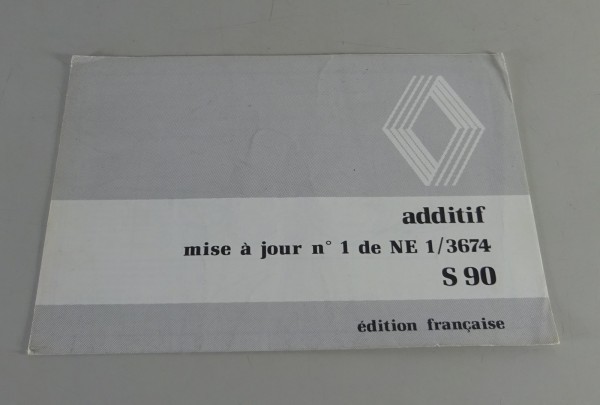 additif
mise à jour n° 1 de NE 1/3674
S 90
édition française